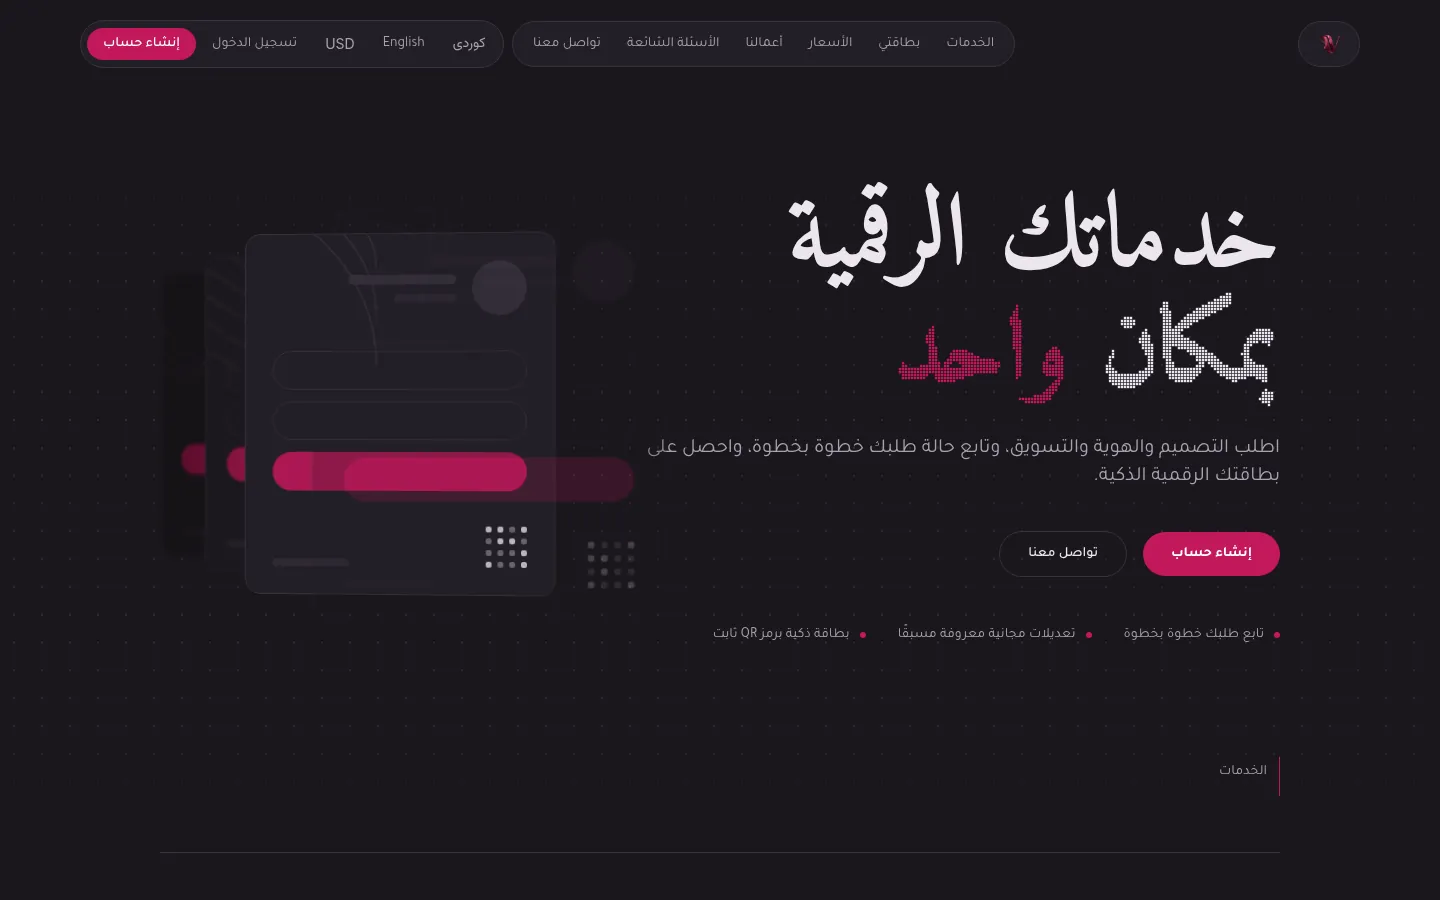 الخدمات
بطاقتي
الأسعار
أعمالنا
الأسئلة الشائعة
تواصل معنا
كوردی
English
USD
تسجيل الدخول
إنشاء حساب
خدماتك الرقمية
بمكانٍ واحد
اطلب التصميم والهوية والتسويق، وتابع حالة طلبك خطوة بخطوة، واحصل على
بطاقتك الرقمية الذكية.
إنشاء حساب
تواصل معنا
تابع طلبك خطوة بخطوة
تعديلات مجانية معروفة مسبقًا
بطاقة ذكية برمز QR ثابت
الخدمات